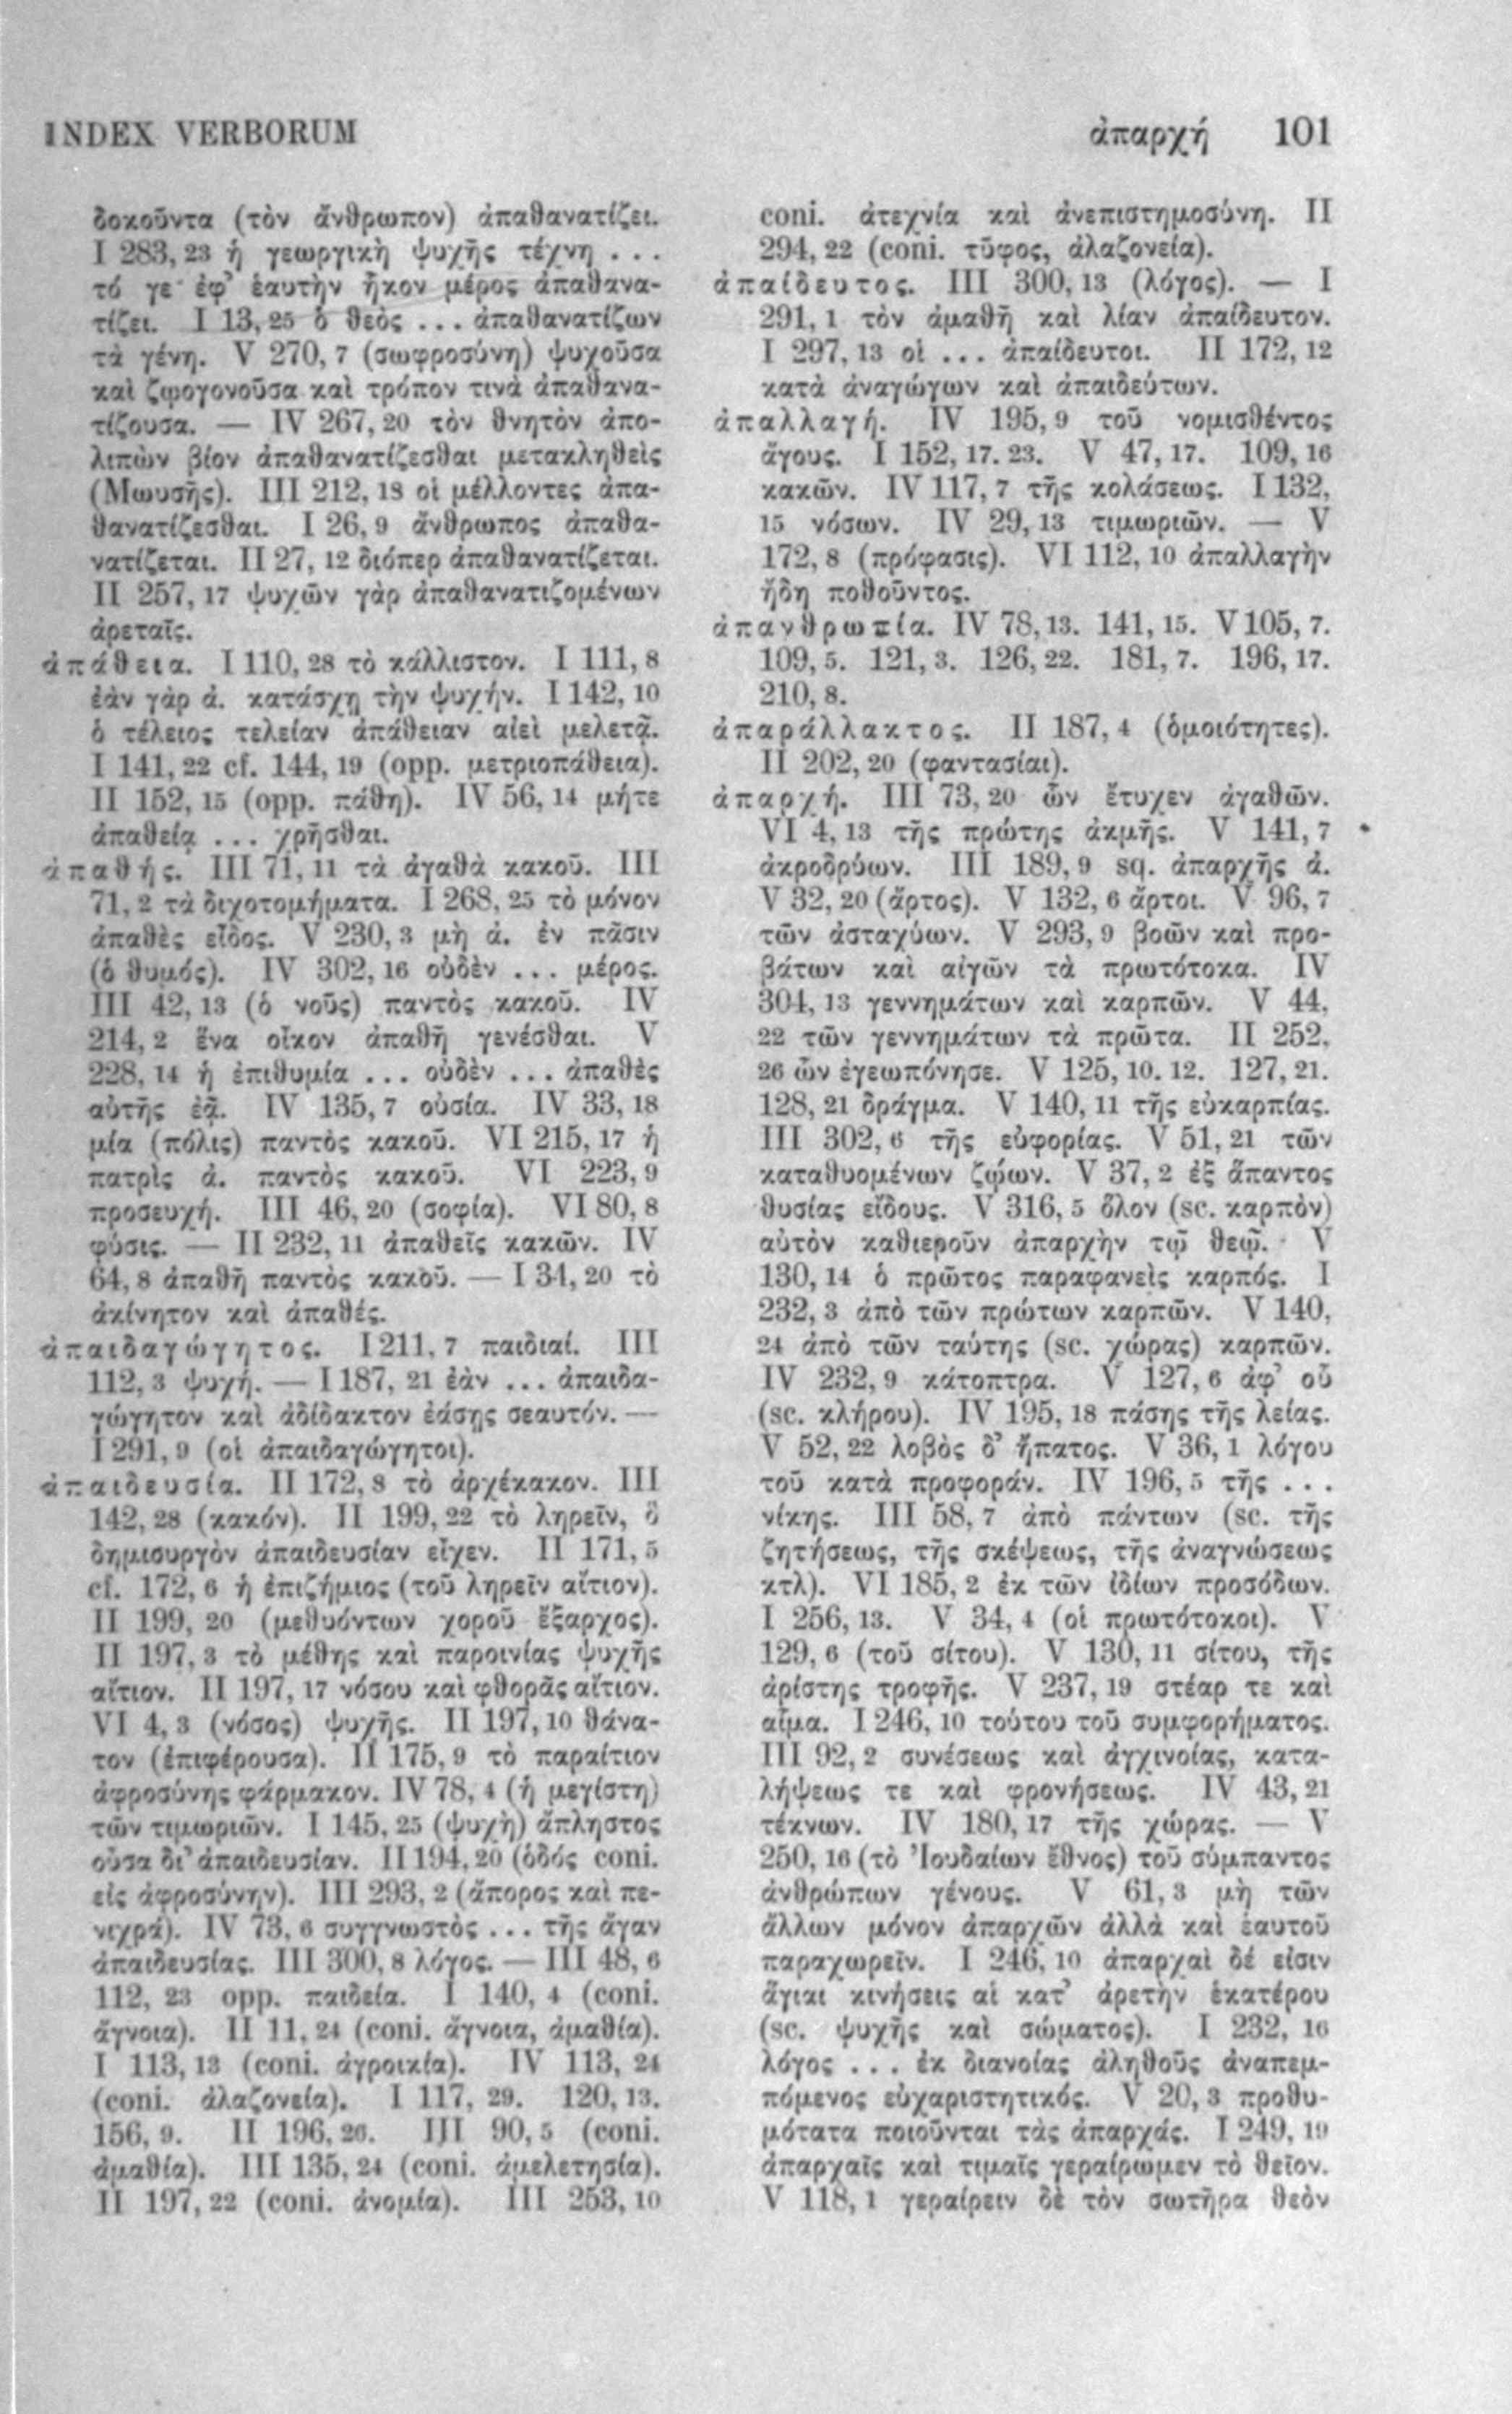 INDEX VERBORUM
ἀπαρχή 101
δοκοῦντα (τὸν ἄνθρωπον) ἀπαθανατίζει.
I 283, 23 ἡ γεωργικὴ ψυχῆς τέχνη ...
τό γε ἐφ’ ἑαυτὴν ἧκον μέρος ἀπαθανα-
τίζει. I 13, 25 ὁ θεὸς ... ἀπαθανατίζων
τὰ γένη. V 270, 7 (σωφροσύνη) ψυχοῦσα
καὶ ζῳογονοῦσα καὶ τρόπον τινὰ ἀπαθανα-
τίζουσα. — IV 267, 20 τὸν θνητὸν ἀπο-
λιπὼν βίον ἀπαθανατίζεσθαι μετακληθεὶς
(Μωυσῆς). III 212, 18 οἱ μέλλοντες ἀπα-
θανατίζεσθαι. I 26, 9 ἄνθρωπος ἀπαθα-
νατίζεται. II 27, 12 διόπερ ἀπαθανατίζεται.
II 257, 17 ψυχῶν γὰρ ἀπαθανατιζομένων
ἀρεταῖς.
ἀπάθεια. I 110, 28 τὸ κάλλιστον. I 111, 8
ἐὰν γὰρ ἀ. κατάσχῃ τὴν ψυχήν. I 142, 10
ὁ τέλειος τελείαν ἀπάθειαν αἰεὶ μελετᾷ.
I 141, 22 cf. 144, 19 (opp. μετριοπάθεια).
II 152, 15 (opp. πάθη). IV 56, 14 μήτε
ἀπαθείᾳ ... χρῆσθαι.
ἀπαθής. III 71, 11 τὰ ἀγαθὰ κακοῦ. III
71, 2 τὰ διχοτομήματα. I 268, 25 τὸ μόνον
ἀπαθὲς εἶδος. V 230, 3 μὴ ἀ. ἐν πᾶσιν
(ὁ θυμός). IV 302, 16 οὐδὲν ... μέρος.
III 42, 13 (ὁ νοῦς) παντὸς κακοῦ. IV
214, 2 ἕνα οἶκον ἀπαθῆ γενέσθαι. V
228, 14 ἡ ἐπιθυμία ... οὐδὲν ... ἀπαθὲς
αὐτῆς ἐᾷ. IV 135, 7 οὐσία. IV 33, 18
μία (πόλις) παντὸς κακοῦ. VI 215, 17 ἡ
πατρὶς ἀ. παντὸς κακοῦ. VI 223, 9
προσευχή. III 46, 20 (σοφία). VI 80, 8
φύσις. — II 232, 11 ἀπαθεῖς κακῶν. IV
64, 8 ἀπαθῆ παντὸς κακοῦ. — I 34, 20 τὸ
ἀκίνητον καὶ ἀπαθές.
ἀπαιδαγώγητος. I 211, 7 παιδιαί. III
112, 3 ψυχή. — I 187, 21 ἐὰν ... ἀπαιδα-
γώγητον καὶ ἀδίδακτον ἐάσῃς σεαυτόν. —
I 291, 9 (οἱ ἀπαιδαγώγητοι).
ἀπαιδευσία. II 172, 8 τὸ ἀρχέκακον. III
142, 28 (κακόν). II 199, 22 τὸ ληρεῖν, ὃ
δημιουργὸν ἀπαιδευσίαν εἶχεν. II 171, 5
cf. 172, 6 ἡ ἐπιζήμιος (τοῦ ληρεῖν αἴτιον).
II 199, 20 (μεθυόντων χοροῦ ἔξαρχος).
II 197, 3 τὸ μέθης καὶ παροινίας ψυχῆς
αἴτιον. II 197, 17 νόσου καὶ φθορᾶς αἴτιον.
VI 4, 3 (νόσος) ψυχῆς. II 197, 10 θάνα-
τον (ἐπιφέρουσα). II 175, 9 τὸ παραίτιον
ἀφροσύνης φάρμακον. IV 78, 4 (ἡ μεγίστη)
τῶν τιμωριῶν. I 145, 25 (ψυχὴ) ἄπληστος
οὖσα δι’ ἀπαιδευσίαν. II 194, 20 (ὁδός coni.
εἰς ἀφροσύνην). III 293, 2 (ἄπορος καὶ πε-
νιχρά). IV 73, 6 συγγνωστὸς ... τῆς ἄγαν
ἀπαιδευσίας. III 300, 8 λόγος. — III 48, 6
112, 23 opp. παιδεία. I 140, 4 (coni.
ἄγνοια). II 11, 24 (coni. ἄγνοια, ἀμαθία).
I 113, 13 (coni. ἀγροικία). IV 113, 24
(coni. ἀλαζονεία). I 117, 29. 120, 13.
156, 9. II 196, 26. III 90, 5 (coni.
ἀμαθία). III 135, 24 (coni. ἀμελετησία).
II 197, 22 (coni. ἀνομία). III 253, 10
coni. ἀτεχνία καὶ ἀνεπιστημοσύνη. II
294, 22 (coni. τῦφος, ἀλαζονεία).
ἀπαίδευτος. III 300, 13 (λόγος). — I
291, 1 τὸν ἀμαθῆ καὶ λίαν ἀπαίδευτον.
I 297, 13 οἱ ... ἀπαίδευτοι. II 172, 12
κατὰ ἀναγώγων καὶ ἀπαιδεύτων.
ἀπαλλαγή. IV 195, 9 τοῦ νομισθέντος
ἄγους. I 152, 17. 23. V 47, 17. 109, 16
κακῶν. IV 117, 7 τῆς κολάσεως. I 132,
15 νόσων. IV 29, 13 τιμωριῶν. — V
172, 8 (πρόφασις). VI 112, 10 ἀπαλλαγὴν
ἤδη ποθοῦντος.
ἀπανθρωπία. IV 78, 13. 141, 15. V 105, 7.
109, 5. 121, 3. 126, 22. 181, 7. 196, 17.
210, 8.
ἀπαράλλακτος. II 187, 4 (ὁμοιότητες).
II 202, 20 (φαντασίαι).
ἀπαρχή. III 73, 20 ὧν ἔτυχεν ἀγαθῶν.
VI 4, 13 τῆς πρώτης ἀκμῆς. V 141, 7
ἀκροδρύων. III 189, 9 sq. ἀπαρχῆς ἀ.
V 32, 20 (ἄρτος). V 132, 6 ἄρτοι. V 96, 7
τῶν ἀσταχύων. V 293, 9 βοῶν καὶ προ-
βάτων καὶ αἰγῶν τὰ πρωτότοκα. IV
304, 13 γεννημάτων καὶ καρπῶν. V 44,
22 τῶν γεννημάτων τὰ πρῶτα. II 252,
26 ὧν ἐγεωπόνησε. V 125, 10. 12. 127, 21.
128, 21 δράγμα. V 140, 11 τῆς εὐκαρπίας.
III 302, 6 τῆς εὐφορίας. V 51, 21 τῶν
καταθυομένων ζῴων. V 37, 2 ἐξ ἅπαντος
θυσίας εἴδους. V 316, 5 ὅλον (sc. καρπὸν)
αὐτὸν καθιεροῦν ἀπαρχὴν τῷ θεῷ. V
130, 14 ὁ πρῶτος παραφανεὶς καρπός. I
232, 3 ἀπὸ τῶν πρώτων καρπῶν. V 140,
24 ἀπὸ τῶν ταύτης (sc. χώρας) καρπῶν.
IV 232, 9 κάτοπτρα. V 127, 6 ἀφ’ οὗ
(sc. κλήρου). IV 195, 18 πάσης τῆς λείας.
V 52, 22 λοβὸς δ’ ἥπατος. V 36, 1 λόγου
τοῦ κατὰ προφοράν. IV 196, 5 τῆς ...
νίκης. III 58, 7 ἀπὸ πάντων (sc. τῆς
ζητήσεως, τῆς σκέψεως, τῆς ἀναγνώσεως
κτλ). VI 185, 2 ἐκ τῶν ἰδίων προσόδων.
I 256, 13. V 34, 4 (οἱ πρωτότοκοι). V
129, 6 (τοῦ σίτου). V 130, 11 σίτου, τῆς
ἀρίστης τροφῆς. V 237, 19 στέαρ τε καὶ
αἷμα. I 246, 10 τούτου τοῦ συμφορήματος.
III 92, 2 συνέσεως καὶ ἀγχινοίας, κατα-
λήψεως τε καὶ φρονήσεως. IV 43, 21
τέκνων. IV 180, 17 τῆς χώρας. — V
250, 16 (τὸ Ἰουδαίων ἔθνος) τοῦ σύμπαντος
ἀνθρώπων γένους. V 61, 3 μὴ τῶν
ἄλλων μόνον ἀπαρχῶν ἀλλὰ καὶ ἑαυτοῦ
παραχωρεῖν. I 246, 10 ἀπαρχαὶ δέ εἰσιν
ἅγιαι κινήσεις αἱ κατ’ ἀρετὴν ἑκατέρου
(sc. ψυχῆς καὶ σώματος). I 232, 16
λόγος ... ἐκ διανοίας ἀληθοῦς ἀναπεμ-
πόμενος εὐχαριστητικός. V 20, 3 προθυ-
μότατα ποιοῦνται τὰς ἀπαρχάς. I 249, 19
ἀπαρχαῖς καὶ τιμαῖς γεραίρωμεν τὸ θεῖον.
V 118, 1 γεραίρειν δὲ τὸν σωτῆρα θεὸν